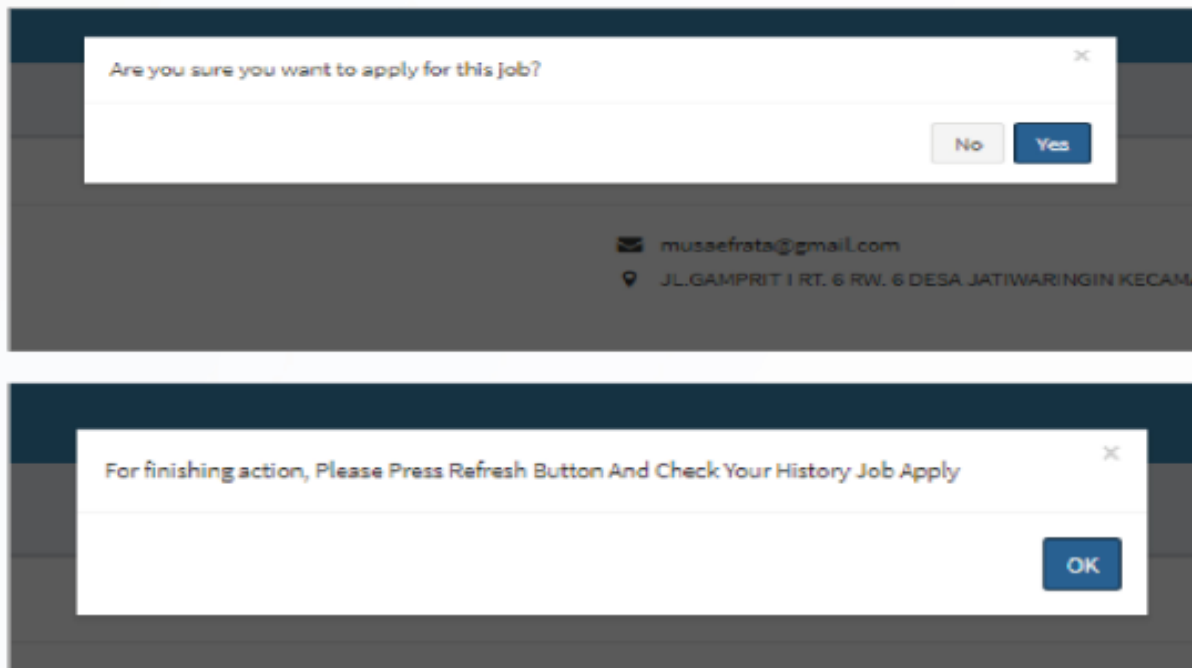 Are you sure you want to apply for this job?
No
Yes
musaefrata@gmail.com
JL.GAMPRIT I RT. 6 RW. 6 DESA JATIWARINGIN KECAMA
For finishing action, Please Press Refresh Button And Check Your History Job Apply
OK